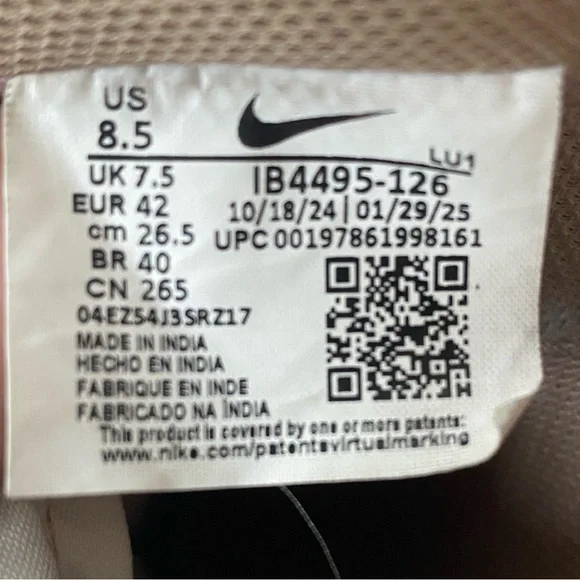 US
8.5
LU1
UK 7.5
IB4495-126
EUR 42
10/18/24 | 01/29/25
cm 26.5
UPC 00197861998161
BR 40
CN 265
04EZ54J3SRZ17
MADE IN INDIA
HECHO EN INDIA
FABRIQUE EN INDE
FABRICADO NA ÍNDIA
This product is covered by one or more patents:
www.nike.com/patentsvirtualmarking